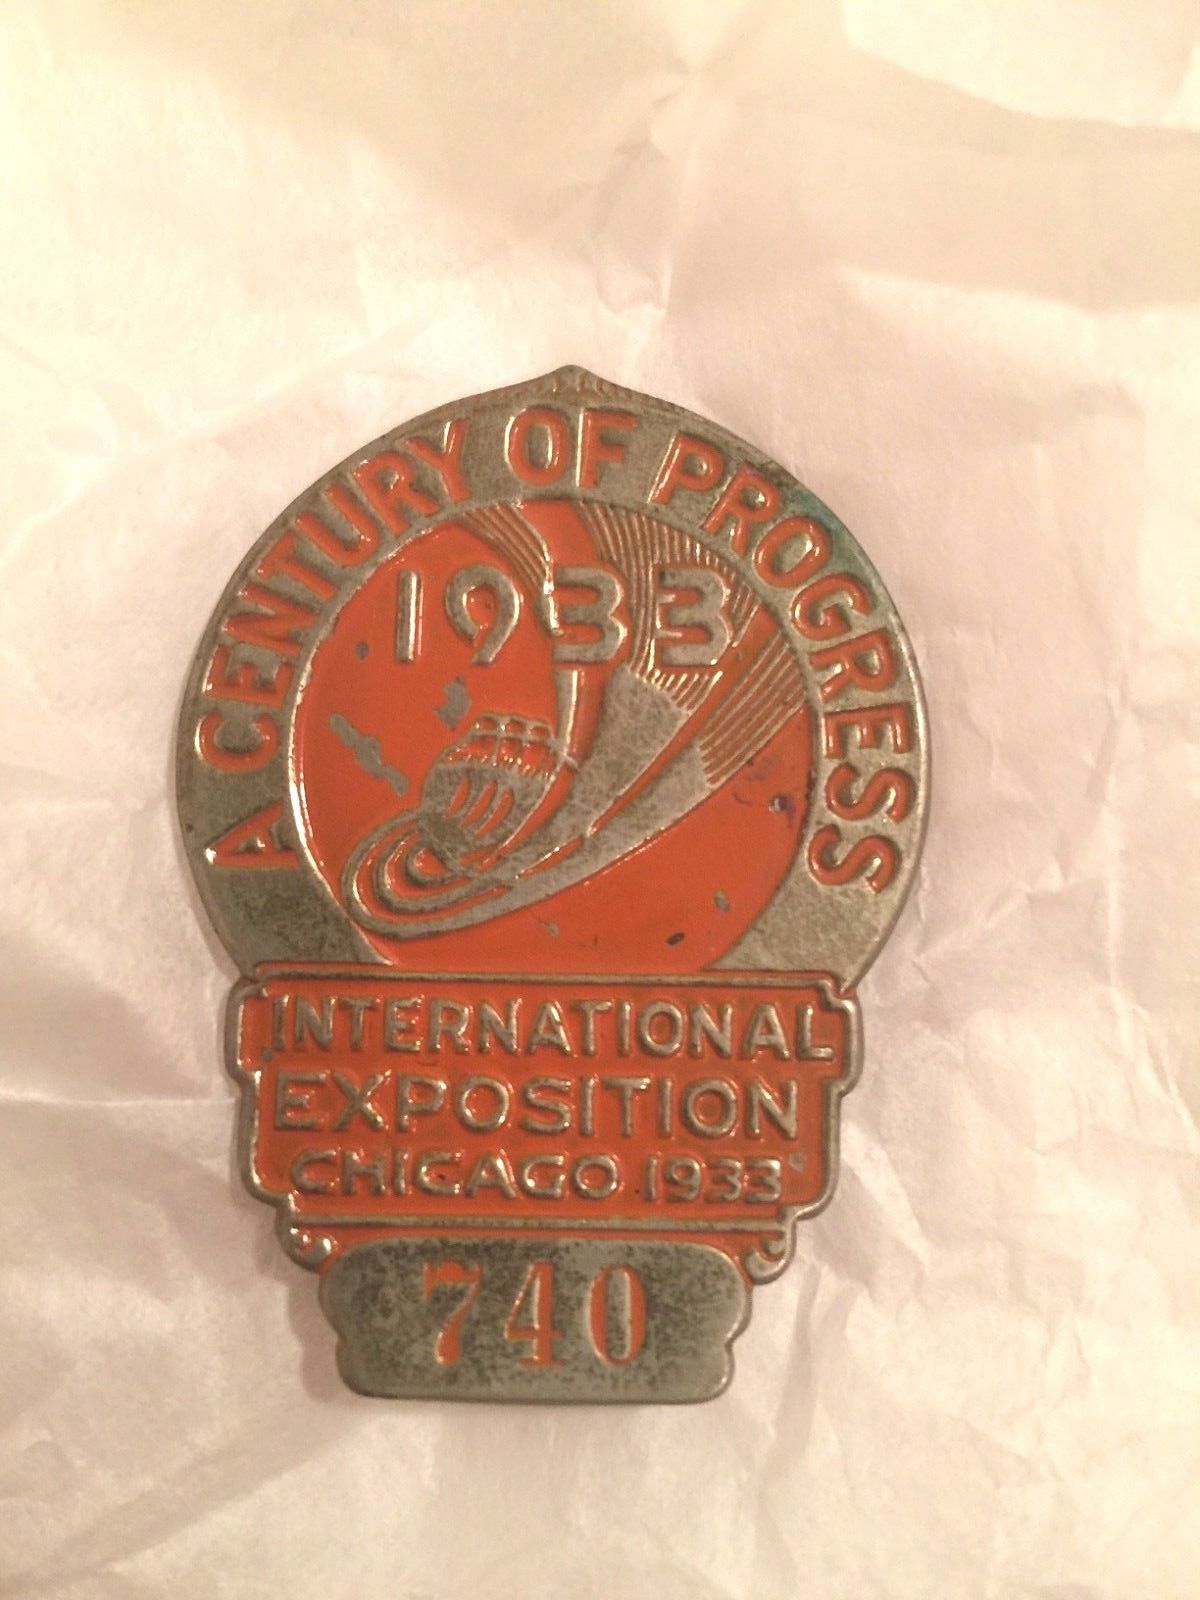 A CENTURY OF PROGRESS
1933
INTERNATIONAL
EXPOSITION
CHICAGO 1933
740